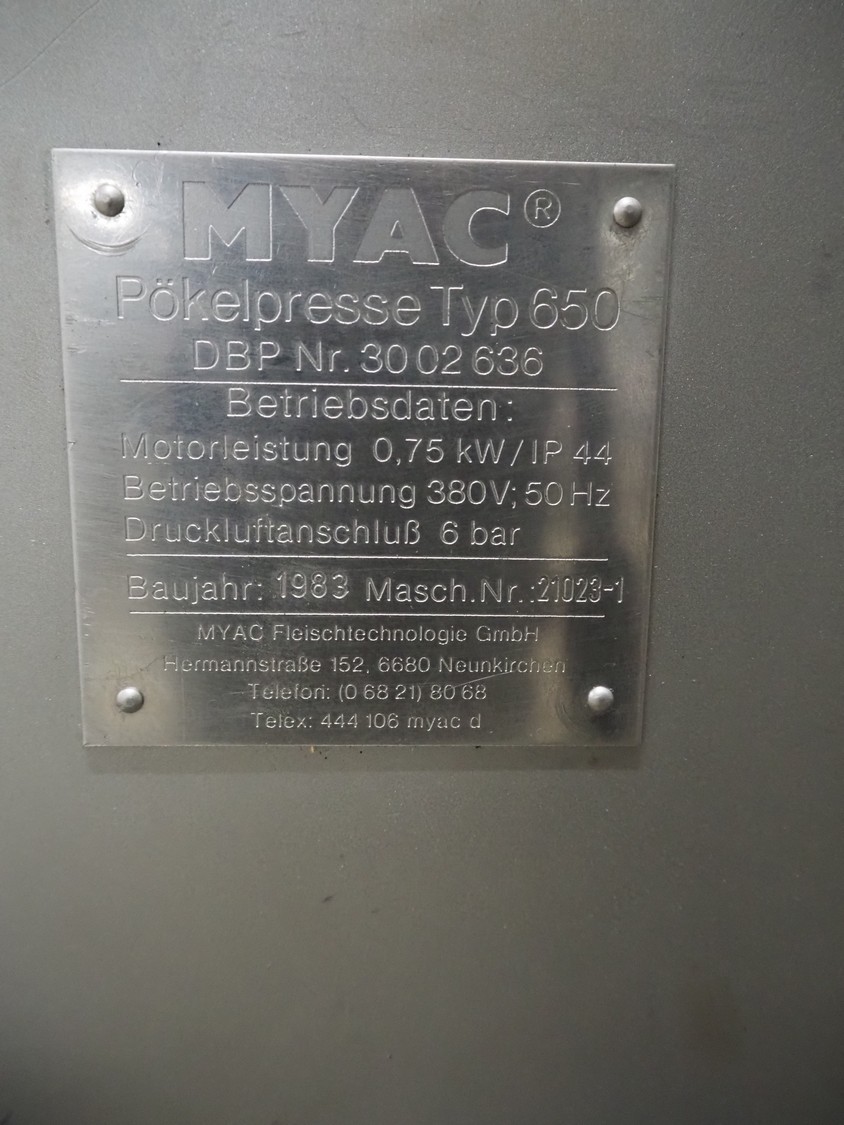 MYAC®
Pökelpresse Typ 650
DBP Nr. 30 02 636
Betriebsdaten:
Motorleistung 0,75 kW/IP 44
Betriebsspannung 380V; 50 Hz
Druckluftanschluß 6 bar
Baujahr: 1983 Masch.Nr.: 21023-1
MYAC Fleischtechnologie GmbH
Hermannstraße 152, 6680 Neunkirchen
Telefon: (0 68 21) 80 68
Telex: 444 106 myac d